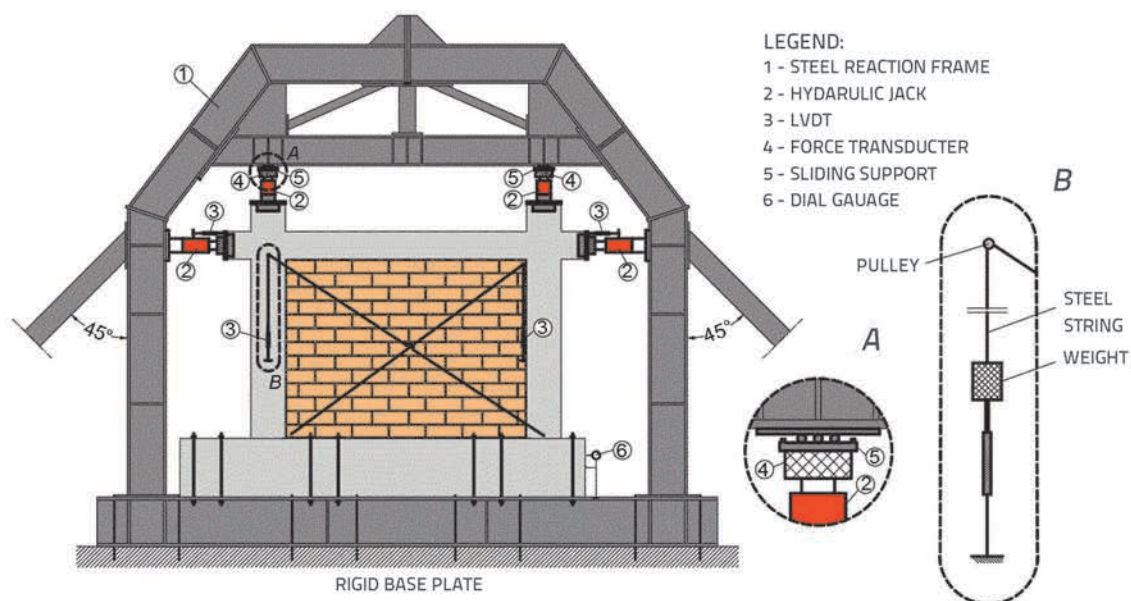 LEGEND:
1 - STEEL REACTION FRAME
2 - HYDARULIC JACK
3 - LVDT
4 - FORCE TRANSDUCTER
5 - SLIDING SUPPORT
6 - DIAL GAUAGE
①
A
④
⑤
②
⑤
④
②
③
②
③
②
45°
45°
③
B
③
⑥
RIGID BASE PLATE
A
④
⑤
②
B
PULLEY
STEEL
STRING
WEIGHT